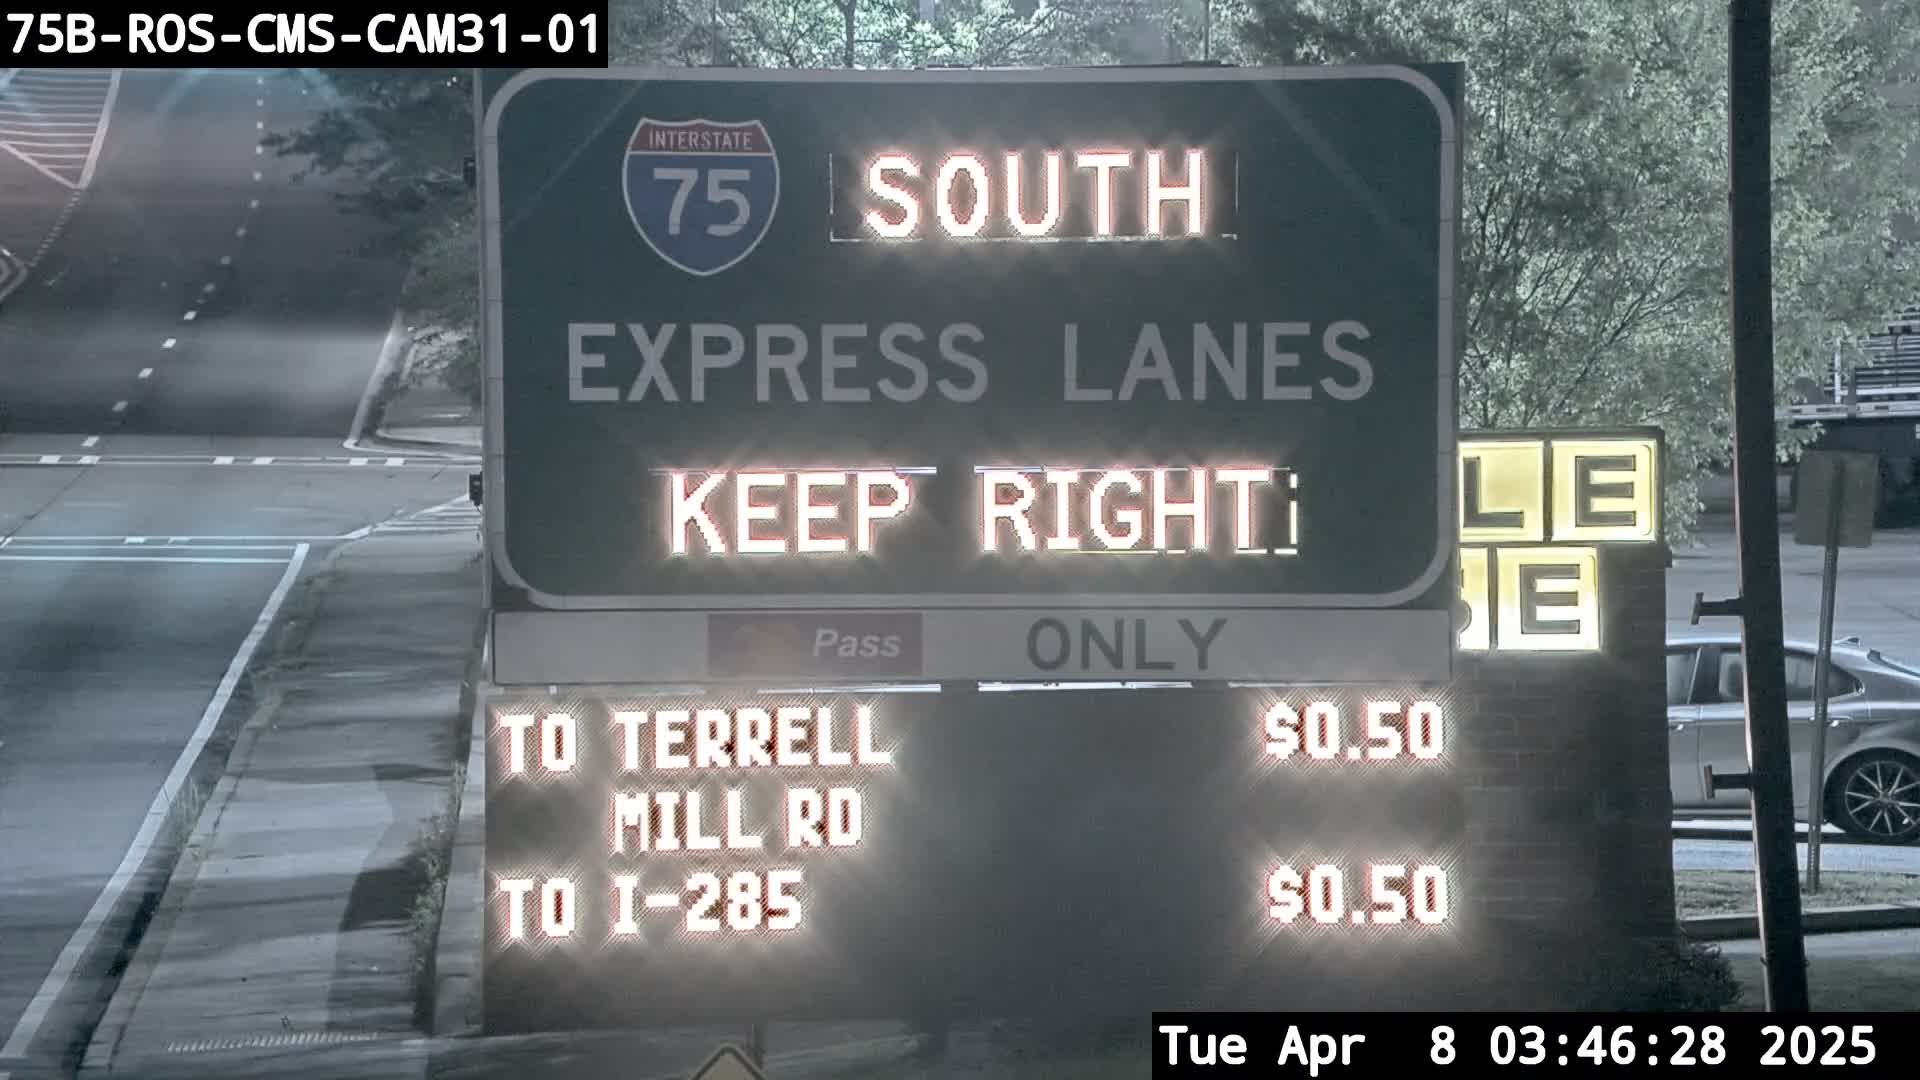 75B-ROS-CMS-CAM31-01
INTERSTATE
75
SOUTH
EXPRESS LANES
KEEP RIGHT
Pass ONLY
TO TERRELL $0.50
MILL RD
TO I-285 $0.50
LE
E
Tue Apr 8 03:46:28 2025